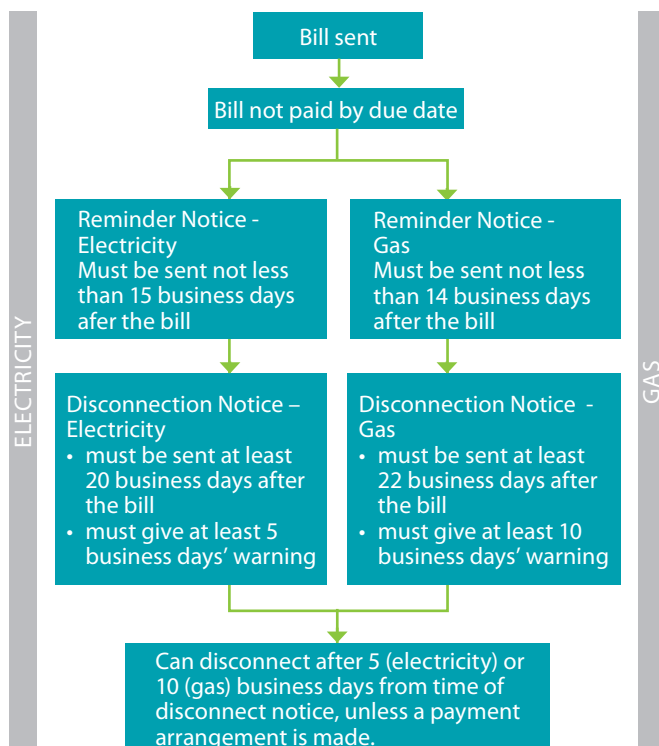 Bill sent
Bill not paid by due date
ELECTRICITY
Reminder Notice -
Electricity
Must be sent not less
than 15 business days
afer the bill
Reminder Notice -
Gas
Must be sent not less
than 14 business days
after the bill
GAS
Disconnection Notice –
Electricity
• must be sent at least
20 business days after
the bill
• must give at least 5
business days’ warning
Disconnection Notice -
Gas
• must be sent at least
22 business days after
the bill
• must give at least 10
business days’ warning
Can disconnect after 5 (electricity) or
10 (gas) business days from time of
disconnect notice, unless a payment
arrangement is made.